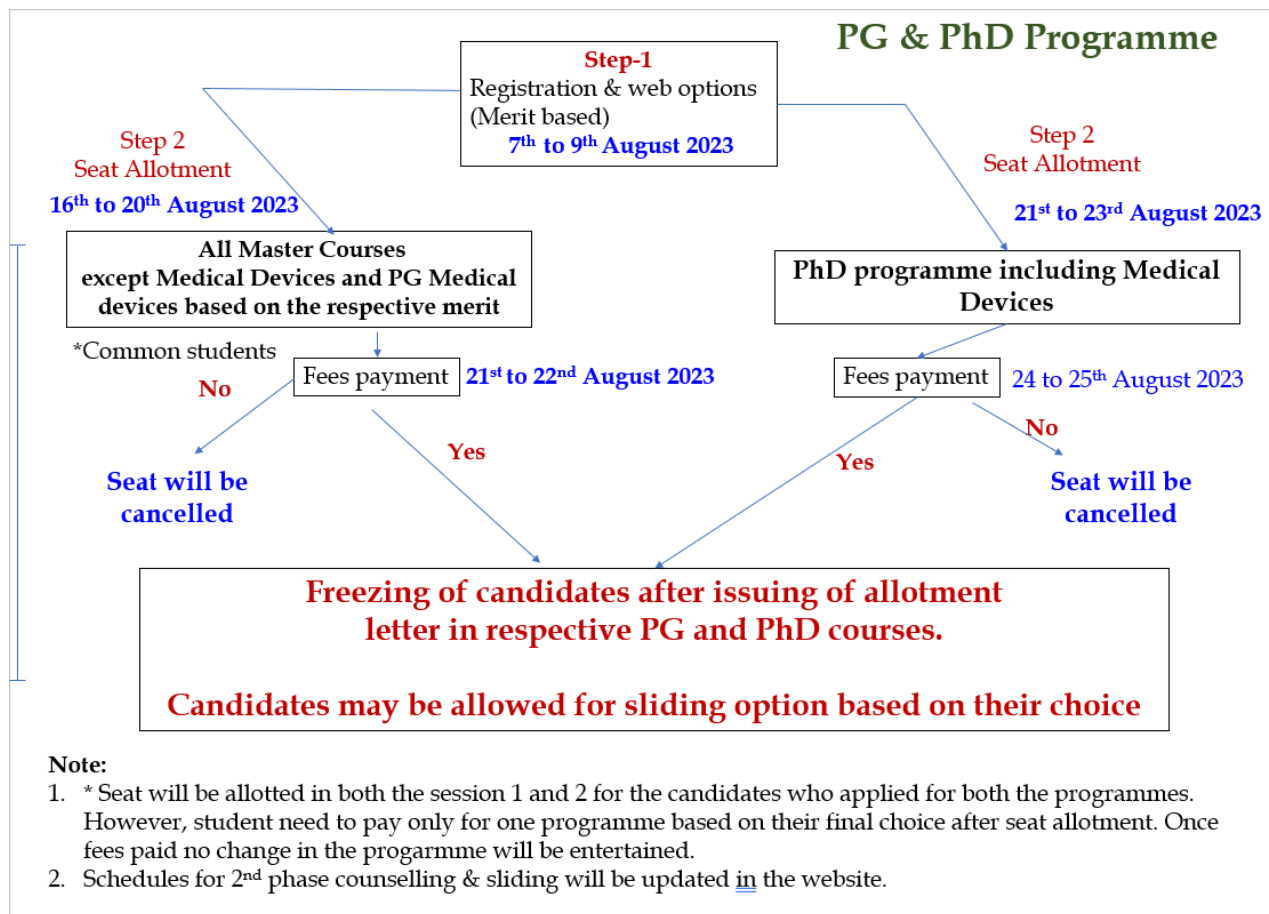 PG & PhD Programme
Step-1
Registration & web options
(Merit based)
7th to 9th August 2023
Step 2
Seat Allotment
16th to 20th August 2023
Step 2
Seat Allotment
21st to 23rd August 2023
All Master Courses
except Medical Devices and PG Medical
devices based on the respective merit
PhD programme including Medical
Devices
*Common students
Fees payment
21st to 22nd August 2023
No
Yes
Seat will be
cancelled
Fees payment
24 to 25th August 2023
No
Yes
Seat will be
cancelled
Freezing of candidates after issuing of allotment
letter in respective PG and PhD courses.
Candidates may be allowed for sliding option based on their choice
Note:
1. * Seat will be allotted in both the session 1 and 2 for the candidates who applied for both the programmes.
However, student need to pay only for one programme based on their final choice after seat allotment. Once
fees paid no change in the progarmme will be entertained.
2. Schedules for 2nd phase counselling & sliding will be updated in the website.